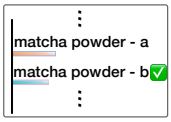 ⋮
matcha powder - a
matcha powder - b✅
⋮